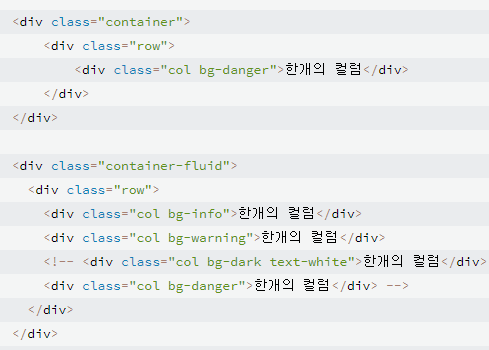 <div class="container">
    <div class="row">
        <div class="col bg-danger">한개의 컬럼</div>
    </div>
</div>

<div class="container-fluid">
  <div class="row">
    <div class="col bg-info">한개의 컬럼</div>
    <div class="col bg-warning">한개의 컬럼</div>
    <!-- <div class="col bg-dark text-white">한개의 컬럼</div>
    <div class="col bg-danger">한개의 컬럼</div> -->
  </div>
</div>